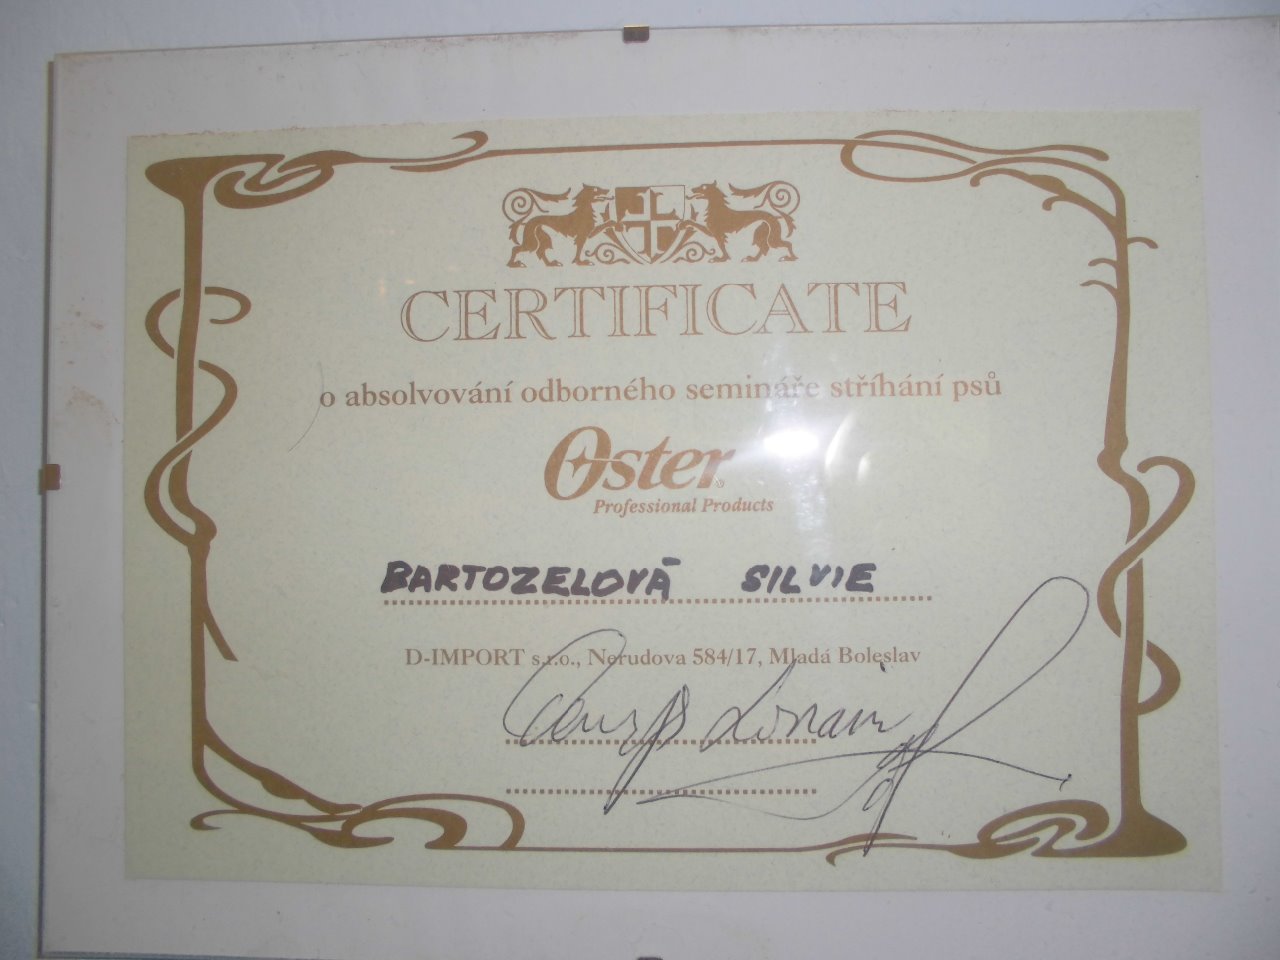 CERTIFICATE
o absolvování odborného semináře stříhání psů
Oster
Professional Products
BARTOZELOVÁ SILVIE
D-IMPORT s.r.o., Nerudova 584/17, Mladá Boleslav